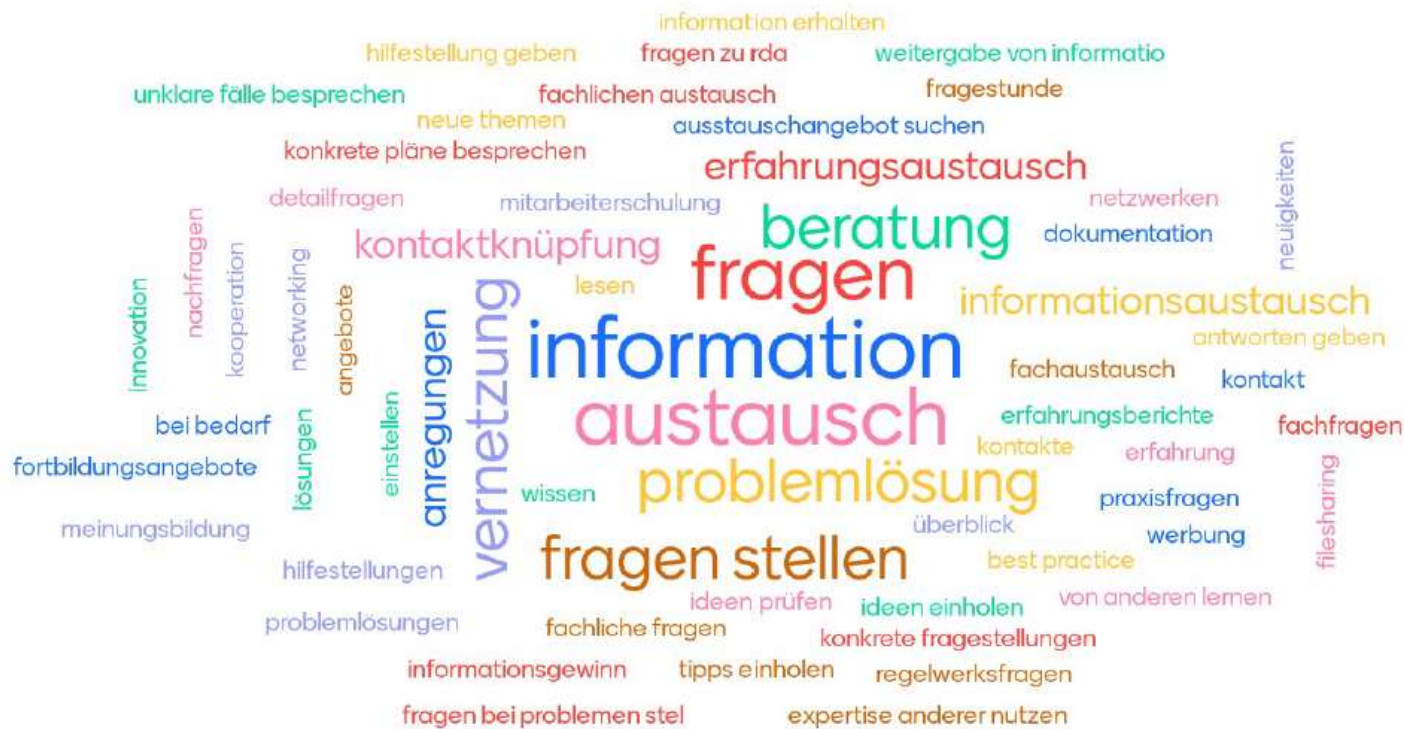 information erhalten
hilfestellung geben
fragen zu rda
weitergabe von informatio
unklare fälle besprechen
fachlichen austausch
fragestunde
neue themen
ausstauschangebot suchen
konkrete pläne besprechen
erfahrungsaustausch
neuigkeiten
detailfragen
mitarbeiterschulung
netzwerken
nachfragen
kontaktknüpfung
beratung
dokumentation
kooperation
networking
fragen
innovation
angebote
lesen
informationsaustausch
vernetzung
information
antworten geben
anregungen
fachaustausch
kontakt
austausch
erfahrungsberichte
bei bedarf
lösungen
einstellen
fachfragen
kontakte
erfahrung
fortbildungsangebote
problemlösung
filesharing
wissen
praxisfragen
meinungsbildung
überblick
werbung
fragen stellen
best practice
hilfestellungen
ideen prüfen
ideen einholen
von anderen lernen
problemlösungen
fachliche fragen
konkrete fragestellungen
informationsgewinn
tipps einholen
regelwerksfragen
fragen bei problemen stel
expertise anderer nutzen